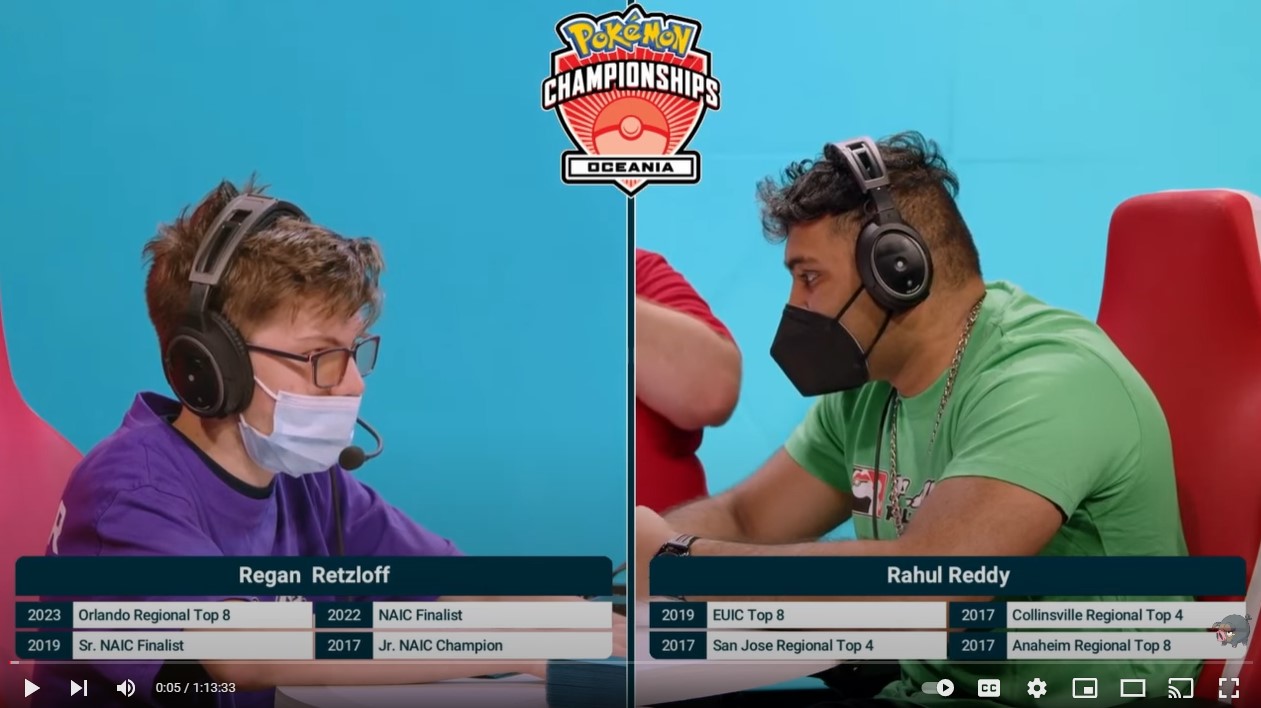 Pokémon
CHAMPIONSHIPS
OCEANIA
R
Regan Retzloff
2023 Orlando Regional Top 8 2022 NAIC Finalist
2019 Sr. NAIC Finalist 2017 Jr. NAIC Champion
Rahul Reddy
2019 EUIC Top 8 2017 Collinsville Regional Top 4
2017 San Jose Regional Top 4 2017 Anaheim Regional Top 8
0:05 / 1:13:33
CC